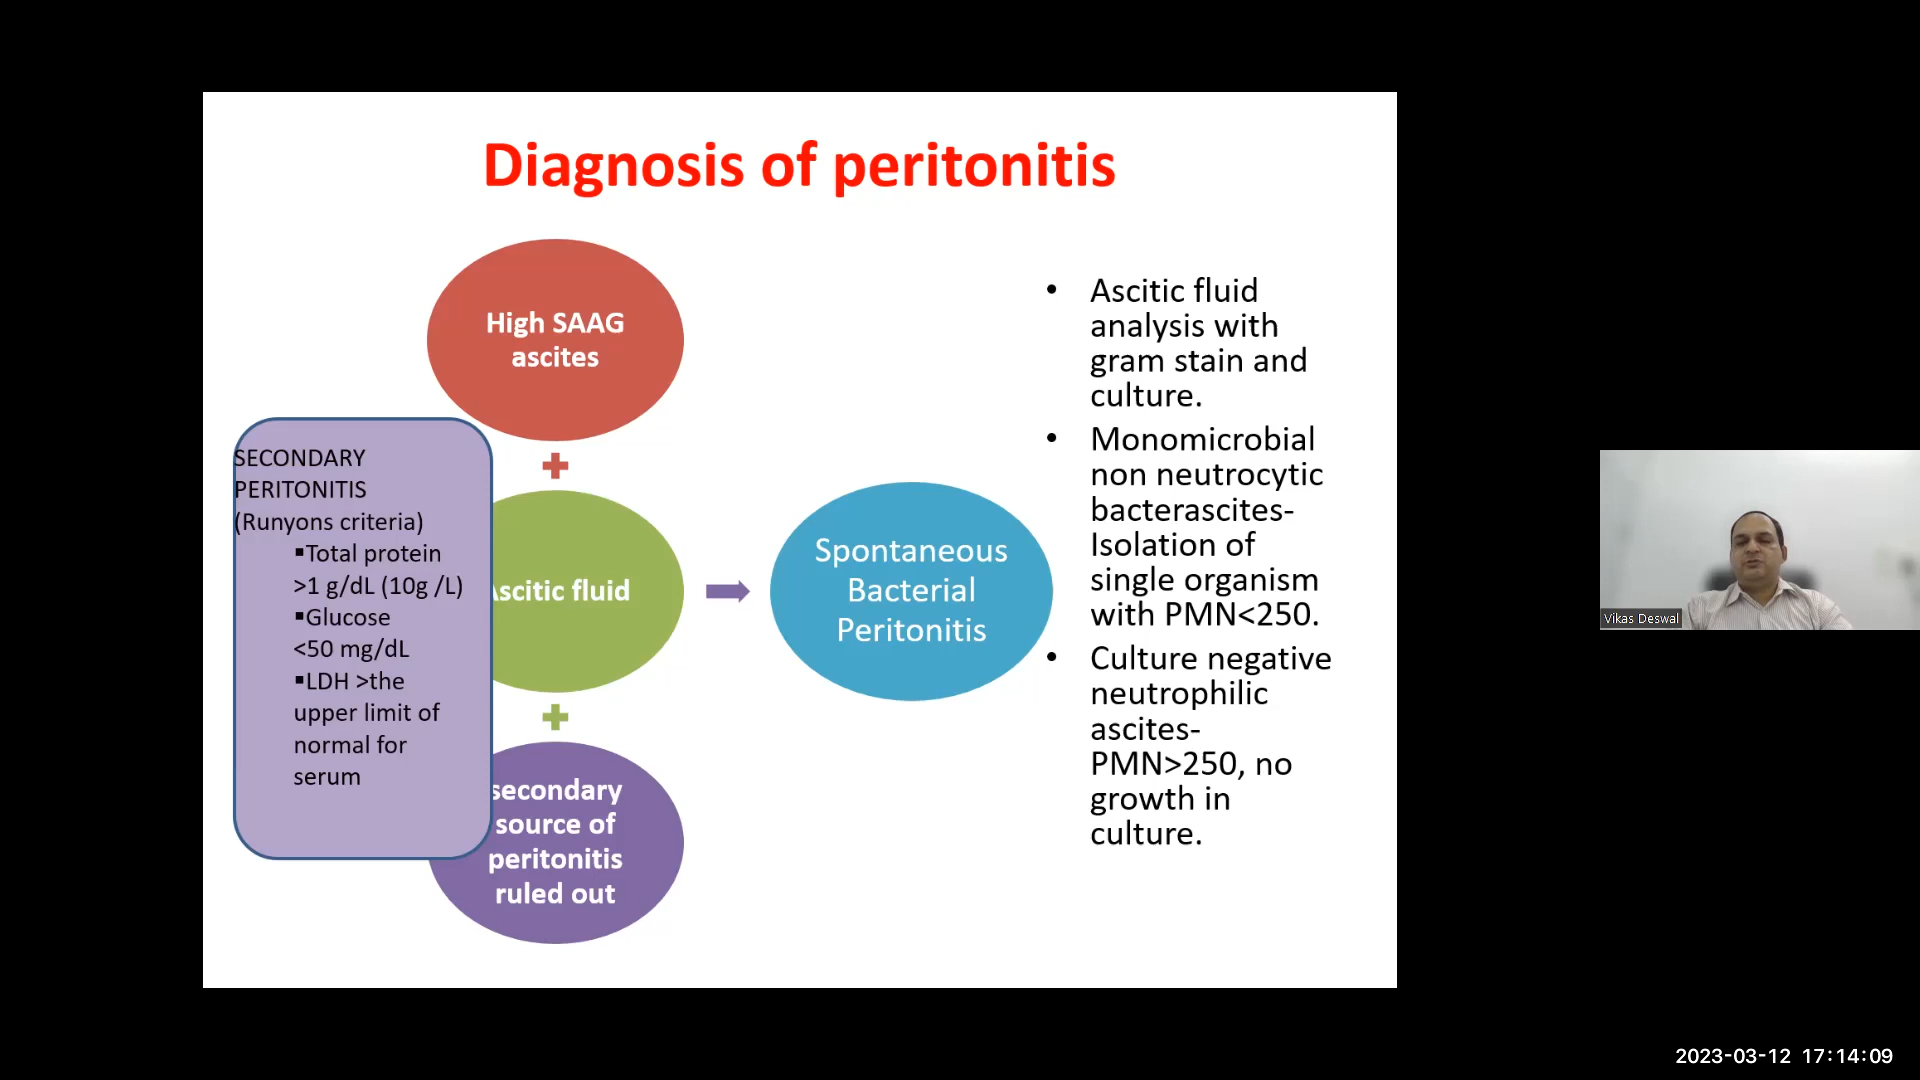 Diagnosis of peritonitis
High SAAG
ascites
SECONDARY
PERITONITIS
(Runyons criteria)
▪Total protein
>1 g/dL (10g /L)
▪Glucose
<50 mg/dL
▪LDH >the
upper limit of
normal for
serum
Ascitic fluid
secondary
source of
peritonitis
ruled out
Spontaneous
Bacterial
Peritonitis
• Ascitic fluid
analysis with
gram stain and
culture.
• Monomicrobial
non neutrocytic
bacterascites-
Isolation of
single organism
with PMN<250.
• Culture negative
neutrophilic
ascites-
PMN>250, no
growth in
culture.
Vikas Deswal
2023-03-12 17:14:09